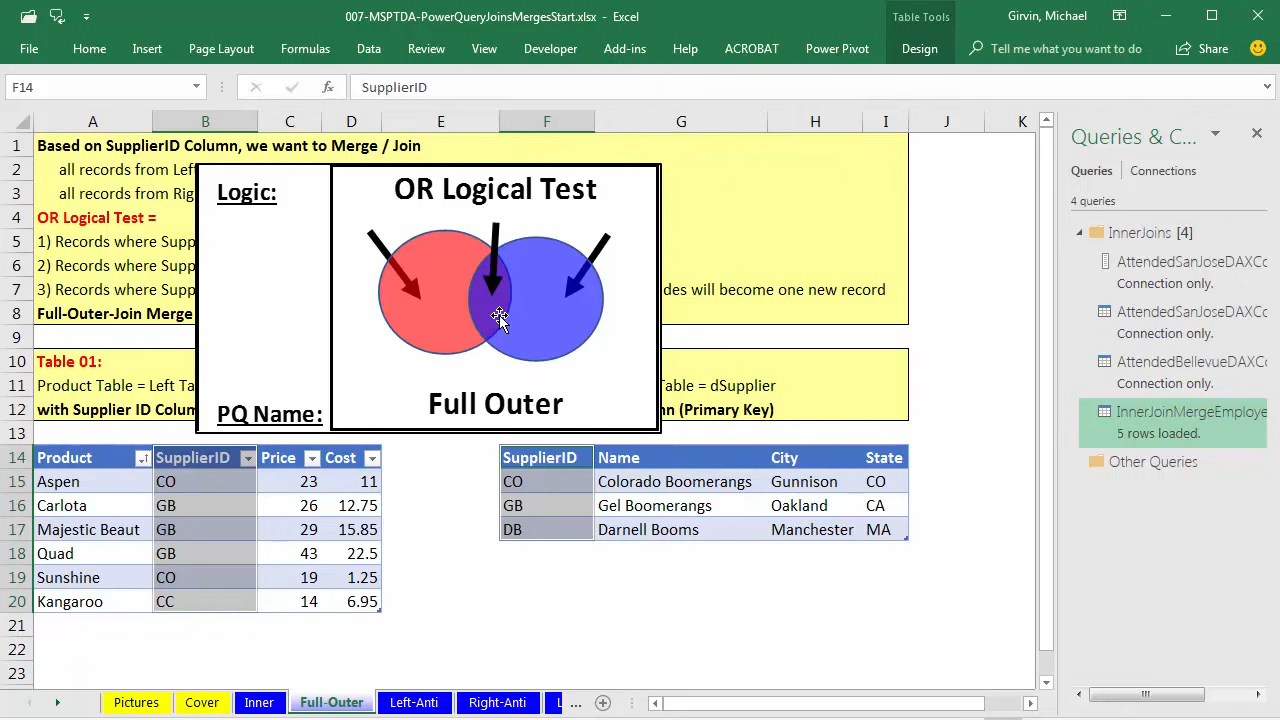 007-MSPTDA-PowerQueryJoinsMergesStart.xlsx - Excel
Table Tools
Girvin, Michael
File Home Insert Page Layout Formulas Data Review View Developer Add-ins Help ACROBAT Power Pivot Design Tell me what you want to do Share
F14 fx SupplierID
A B C D E F G H I J K
1 Based on SupplierID Column, we want to Merge / Join
2 all records from Lef
3 all records from Rig
4 OR Logical Test =
5 1) Records where Supp
6 2) Records where Supp
7 3) Records where Supp des will become one new record
8 Full-Outer-Join Merge
9
10 Table 01:
11 Product Table = Left Ta Table = dSupplier
12 with Supplier ID Colum n (Primary Key)
13
Logic:
OR Logical Test
PQ Name:
Full Outer
14 Product SupplierID Price Cost SupplierID Name City State
15 Aspen CO 23 11 CO Colorado Boomerangs Gunnison CO
16 Carlota GB 26 12.75 GB Gel Boomerangs Oakland CA
17 Majestic Beaut GB 29 15.85 DB Darnell Booms Manchester MA
18 Quad GB 43 22.5
19 Sunshine CO 19 1.25
20 Kangaroo CC 14 6.95
21
22
23
Queries & C...
Queries Connections
4 queries
InnerJoins [4]
AttendedSanJoseDAXCo
Connection only.
AttendedSanJoseDAXCo
Connection only.
AttendedBellevueDAXCo
Connection only.
InnerJoinMergeEmploye
5 rows loaded.
Other Queries
Pictures Cover Inner Full-Outer Left-Anti Right-Anti L ...